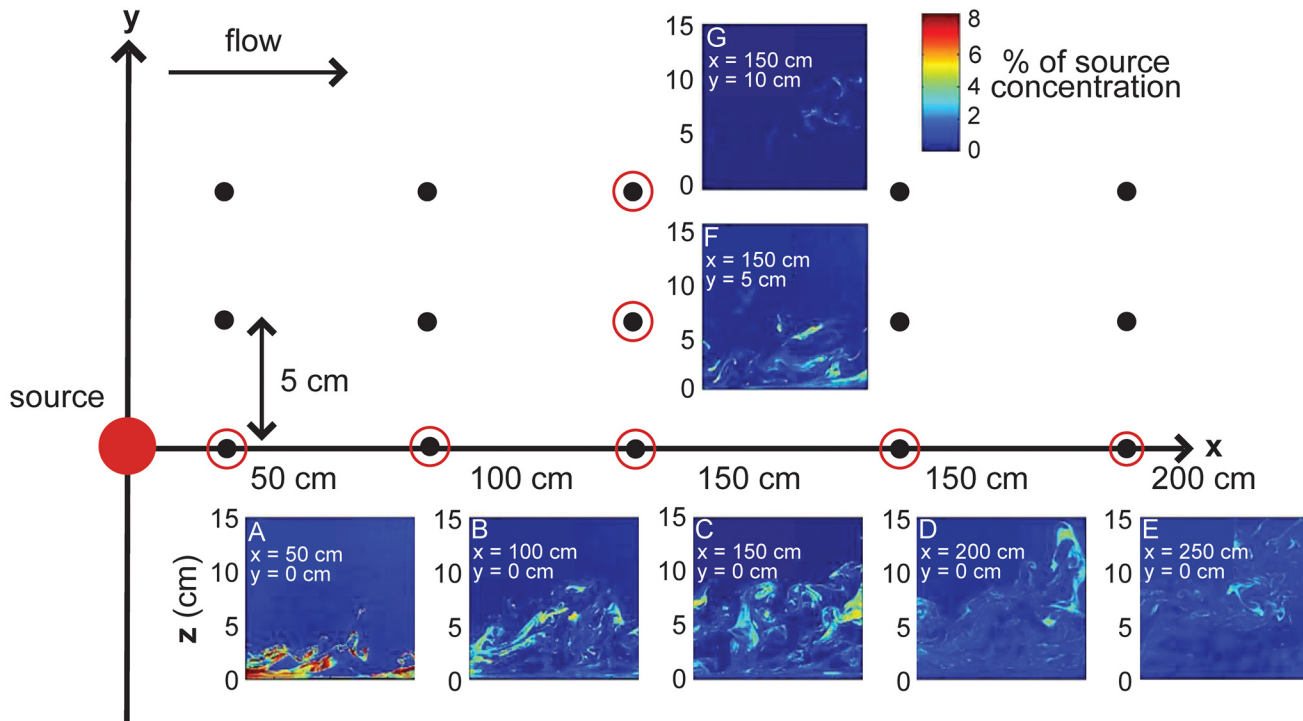 y
flow
15
10
5
0
G
x = 150 cm
y = 10 cm
8
6
4
2
0
% of source
concentration
15
10
5
0
F
x = 150 cm
y = 5 cm
5 cm
source
x
50 cm
100 cm
150 cm
150 cm
200 cm
z (cm)
15
10
5
0
A
x = 50 cm
y = 0 cm
15
10
5
0
B
x = 100 cm
y = 0 cm
15
10
5
0
C
x = 150 cm
y = 0 cm
15
10
5
0
D
x = 200 cm
y = 0 cm
15
10
5
0
E
x = 250 cm
y = 0 cm